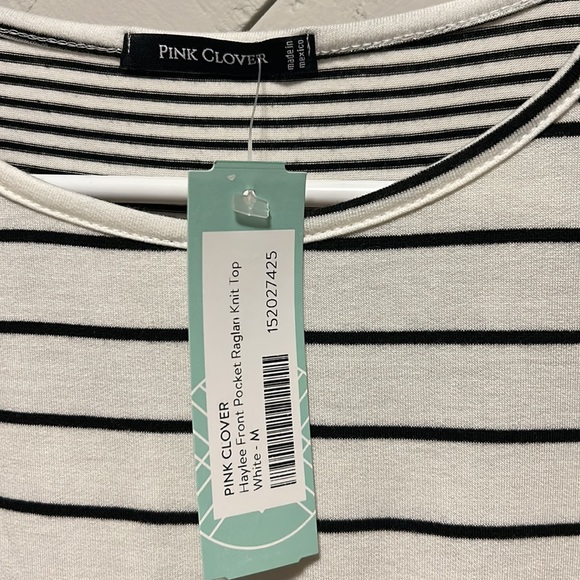 PINK CLOVER
made in
mexico
PINK CLOVER
Haylee Front Pocket Raglan Knit Top
White - M
152027425